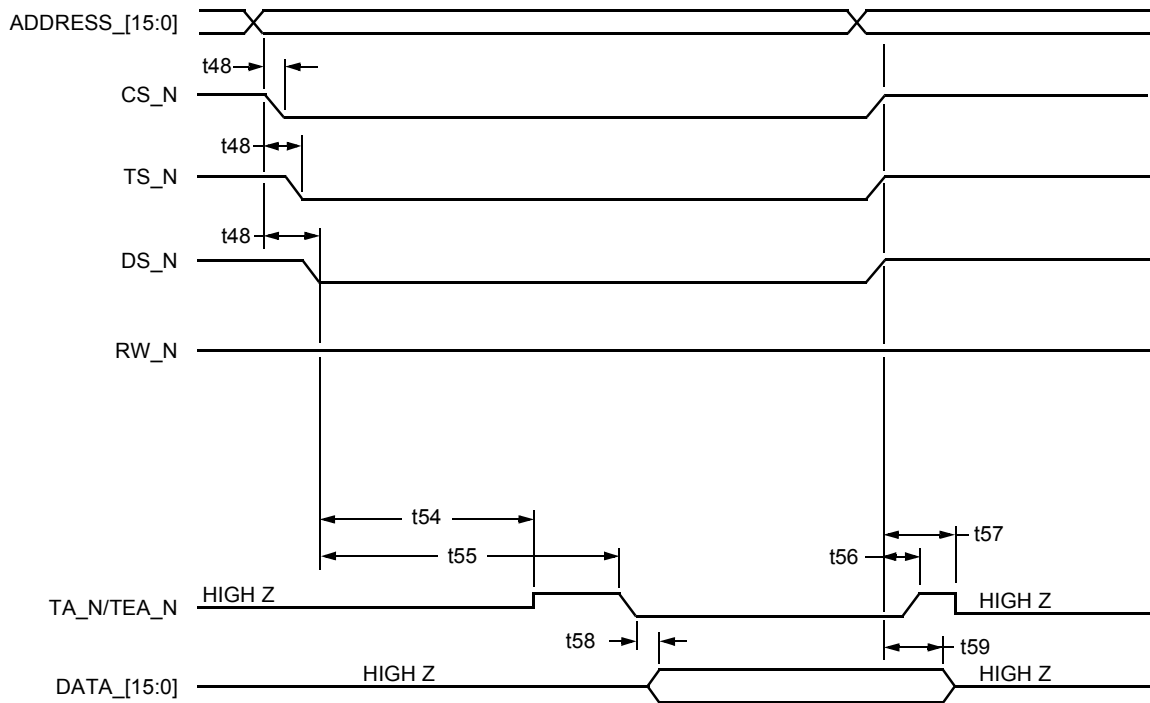 ADDRESS_[15:0]
t48
CS_N
t48
TS_N
t48
DS_N
RW_N
t54
t57
t55
t56
HIGH Z
HIGH Z
TA_N/TEA_N
t58
t59
HIGH Z
HIGH Z
DATA_[15:0]